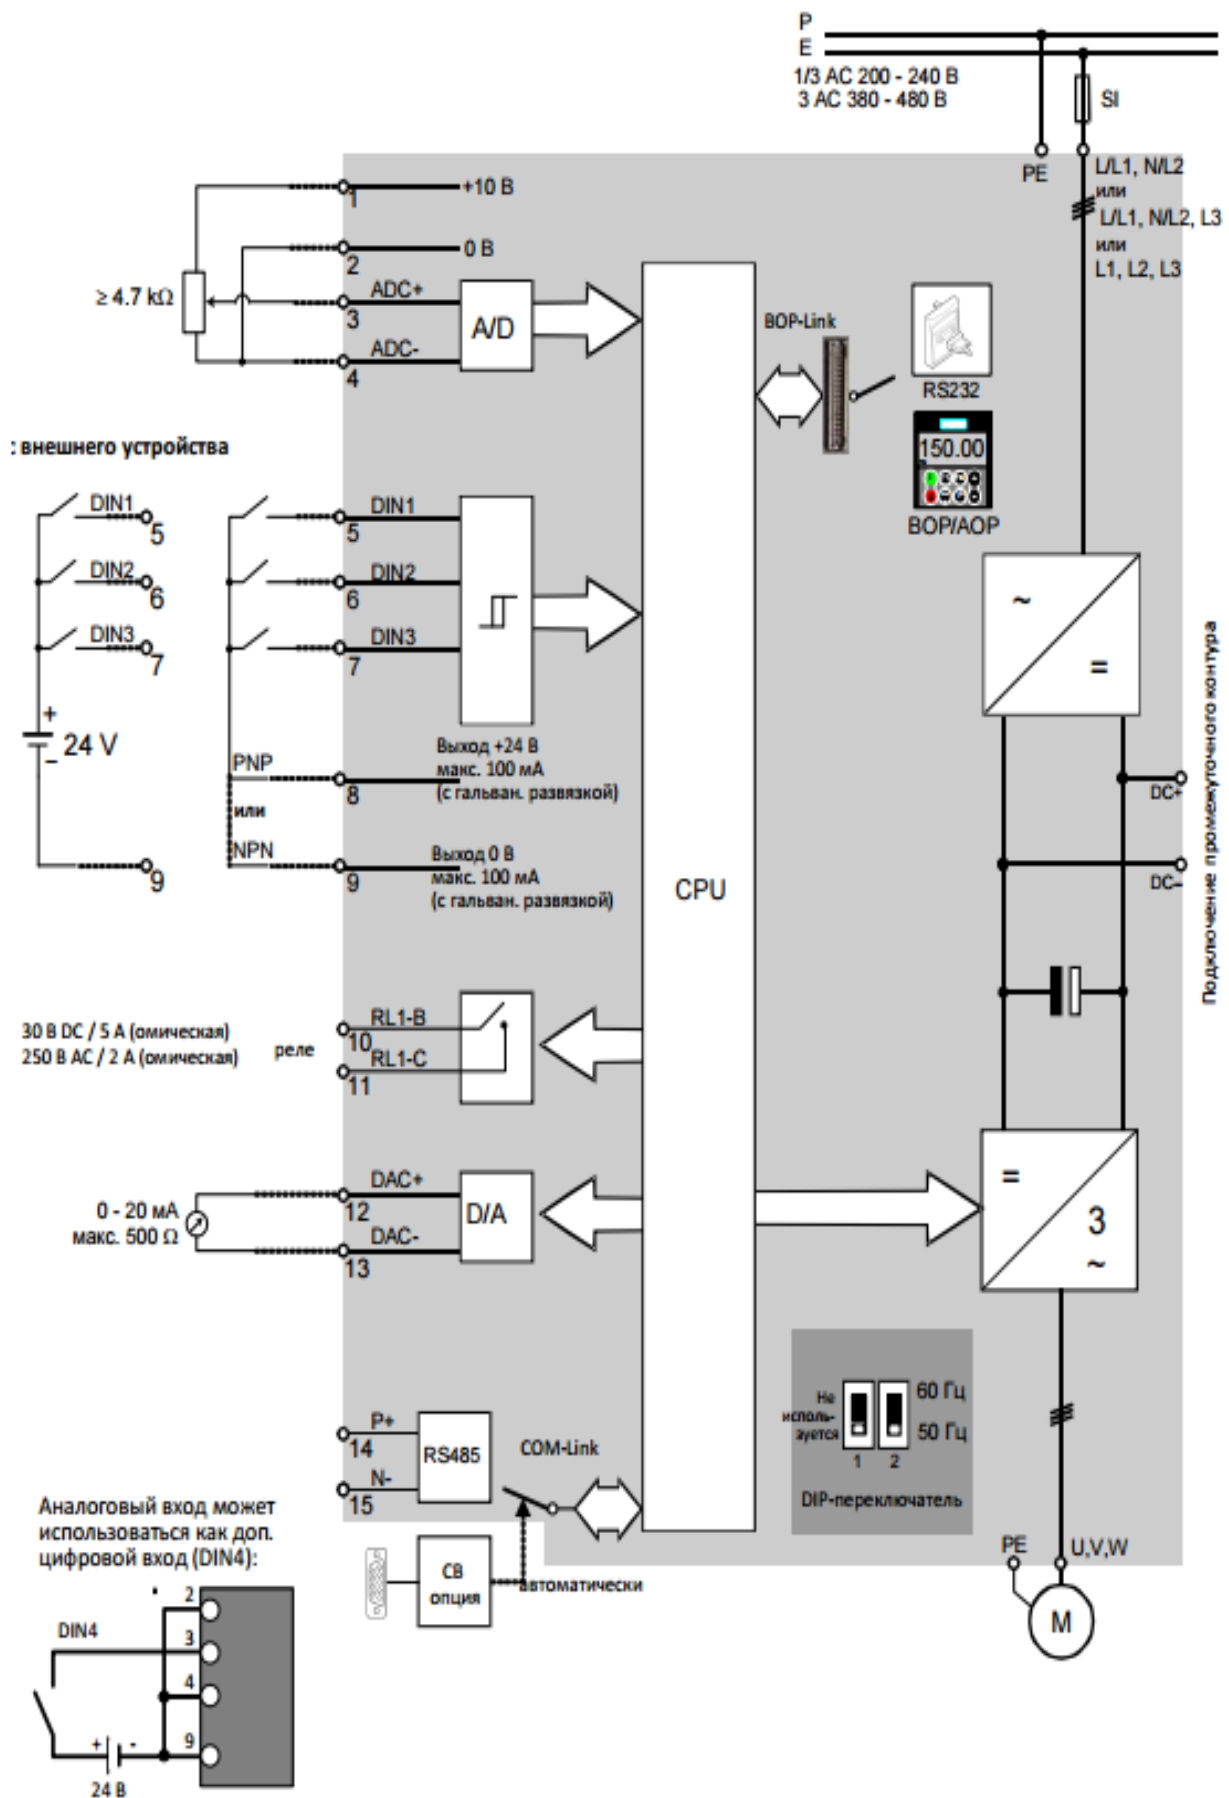 P
E
1/3 AC 200 - 240 В
3 AC 380 - 480 В
SI
PE
L/L1, N/L2
или
L/L1, N/L2, L3
или
L1, L2, L3
1
+10 В
2
0 В
≥ 4.7 kΩ
ADC+
3
ADC-
4
A/D
BOP-Link
RS232
150.00
BOP/AOP
: внешнего устройства
DIN1
5
DIN2
6
DIN3
7
+
24 V
–
9
DIN1
5
DIN2
6
DIN3
7
PNP
8
или
NPN
9
Выход +24 В
макс. 100 мА
(с гальван. развязкой)
Выход 0 В
макс. 100 мА
(с гальван. развязкой)
CPU
~
=
DC+
DC–
Подключение промежуточного контура
30 В DC / 5 А (омическая)
250 В АС / 2 А (омическая)
реле
RL1-B
10
RL1-C
11
0 - 20 мА
макс. 500 Ω
DAC+
12
DAC-
13
D/A
=
3
~
P+
14
N-
15
RS485
COM-Link
Не
исполь-
зуется
60 Гц
50 Гц
1
2
DIP-переключатель
CB
опция
автоматически
PE
U,V,W
M
Аналоговый вход может
использоваться как доп.
цифровой вход (DIN4):
DIN4
2
3
4
9
+
-
24 В